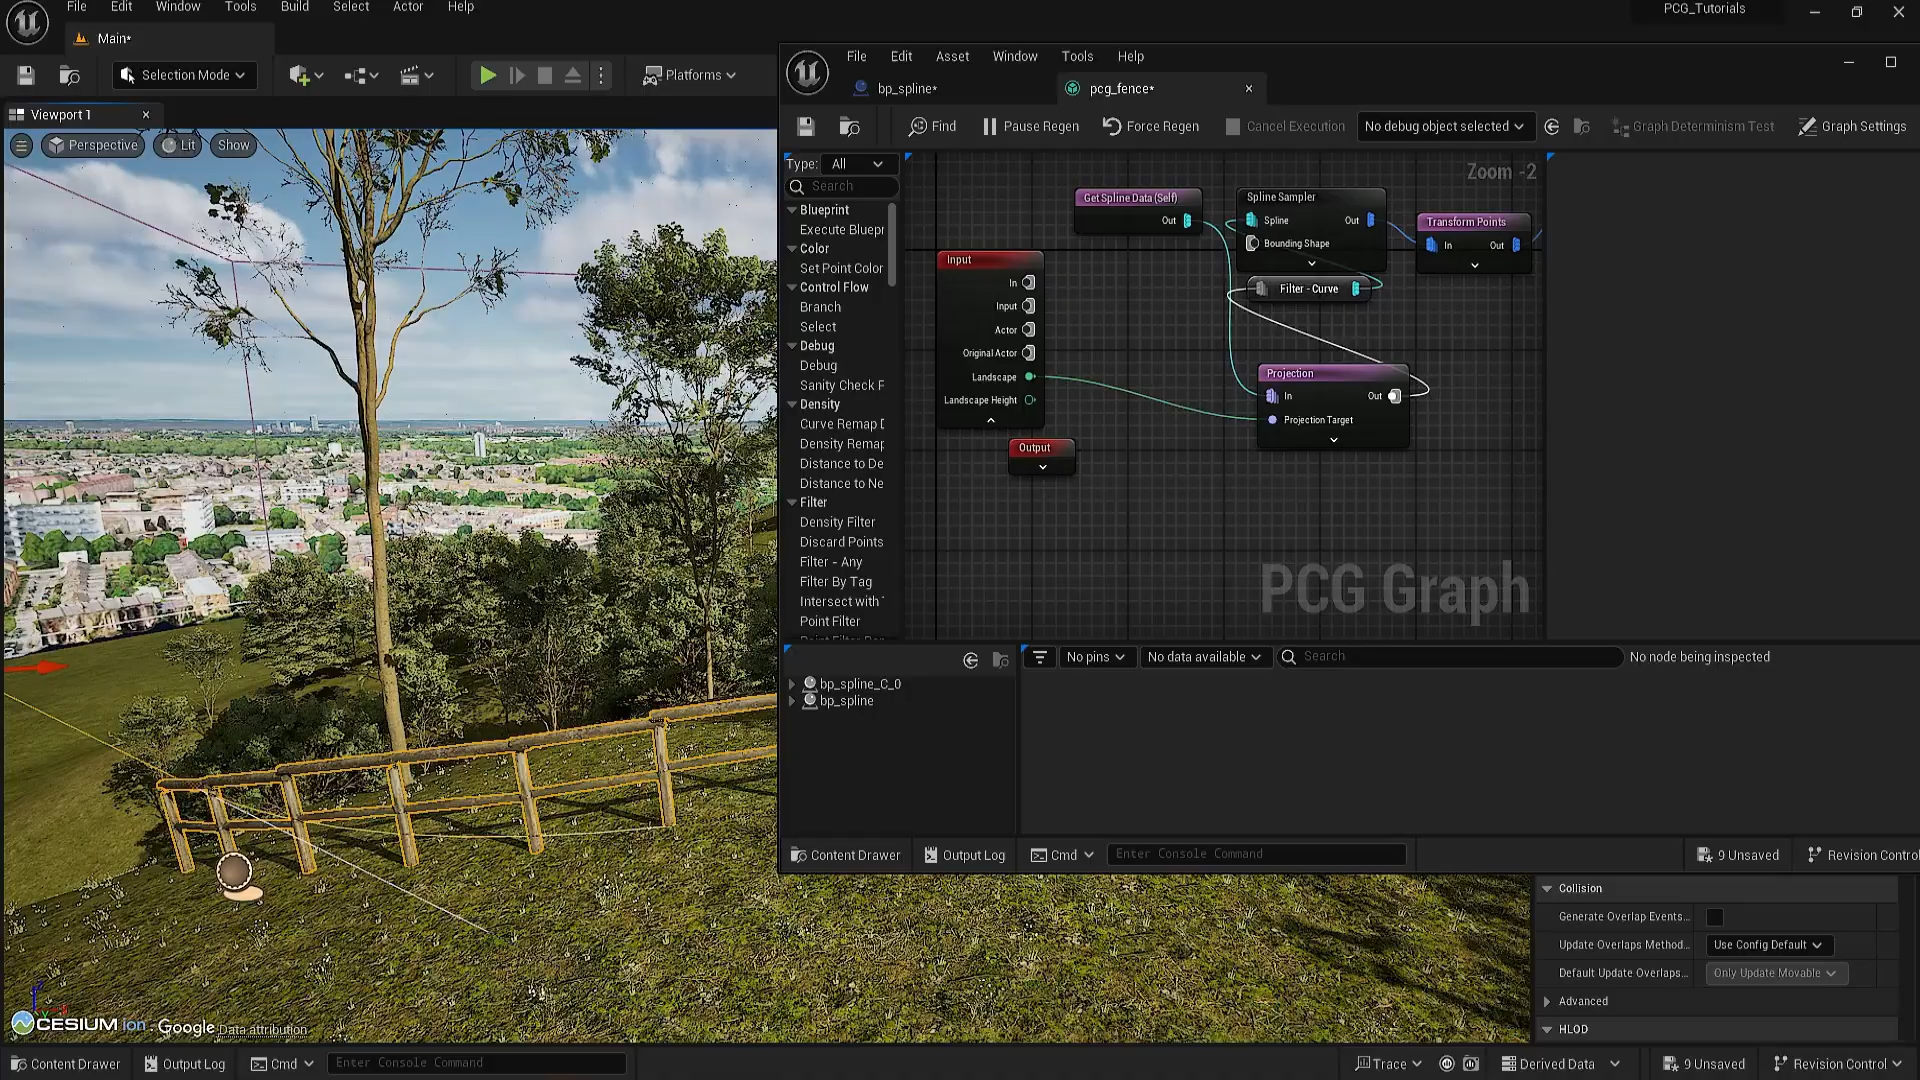 File Edit Window Tools Build Select Actor Help
PCG_Tutorials
Main*
Selection Mode
Platforms
Viewport 1
Perspective
Lit
Show
File Edit Asset Window Tools Help
bp_spline*
pcg_fence*
Find
Pause Regen
Force Regen
Cancel Execution
No debug object selected
Graph Determinism Test
Graph Settings
Type: All
Search
Blueprint
Execute Bluepr
Color
Set Point Color
Control Flow
Branch
Select
Debug
Debug
Sanity Check F
Density
Curve Remap D
Density Remap
Distance to De
Distance to Ne
Filter
Density Filter
Discard Points
Filter - Any
Filter By Tag
Intersect with
Point Filter
Zoom -2
Get Spline Data (Self)
Out
Spline Sampler
Spline
Out
Bounding Shape
Transform Points
In
Out
Filter - Curve
Input
In
Input
Actor
Original Actor
Landscape
Landscape Height
Output
Projection
In
Out
Projection Target
PCG Graph
bp_spline_C_0
bp_spline
No pins
No data available
Search
No node being inspected
Content Drawer
Output Log
Cmd
Enter Console Command
9 Unsaved
Revision Control
Collision
Generate Overlap Events...
Update Overlaps Method...
Use Config Default
Default Update Overlaps...
Only Update Movable
Advanced
HLOD
CESIUM ion. Google Data attribution
Content Drawer
Output Log
Cmd
Enter Console Command
Trace
Derived Data
9 Unsaved
Revision Control